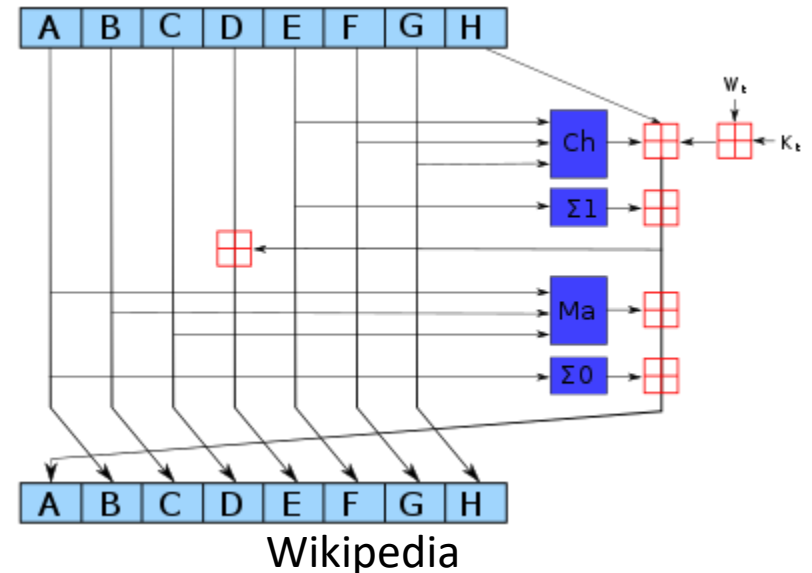 A B C D E F G H
Wₜ
Ch
Kₜ
Σ1
Ma
Σ0
A B C D E F G H
Wikipedia